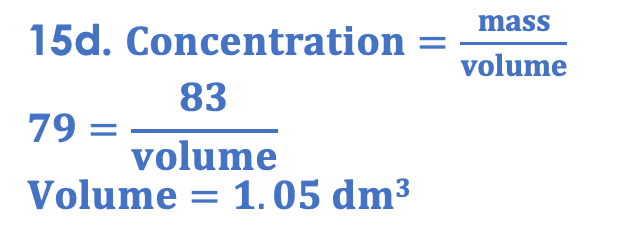 15d. Concentration = mass/volume
79 = 83/volume
Volume = 1.05 dm³